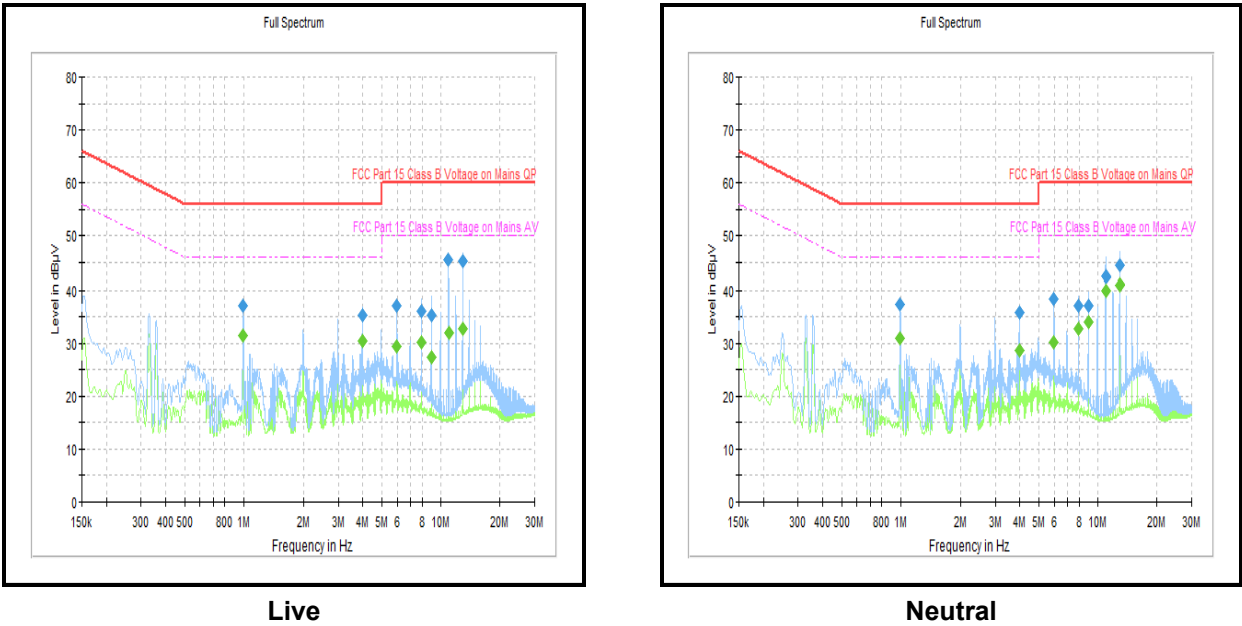 Full Spectrum
80
70
60
50
40
30
20
10
0
Level in dBµV
FCC Part 15 Class B Voltage on Mains QP
FCC Part 15 Class B Voltage on Mains AV
150k 300 400 500 800 1M 2M 3M 4M 5M 6 8 10M 20M 30M
Frequency in Hz
Live
Full Spectrum
80
70
60
50
40
30
20
10
0
Level in dBµV
FCC Part 15 Class B Voltage on Mains QP
FCC Part 15 Class B Voltage on Mains AV
150k 300 400 500 800 1M 2M 3M 4M 5M 6 8 10M 20M 30M
Frequency in Hz
Neutral